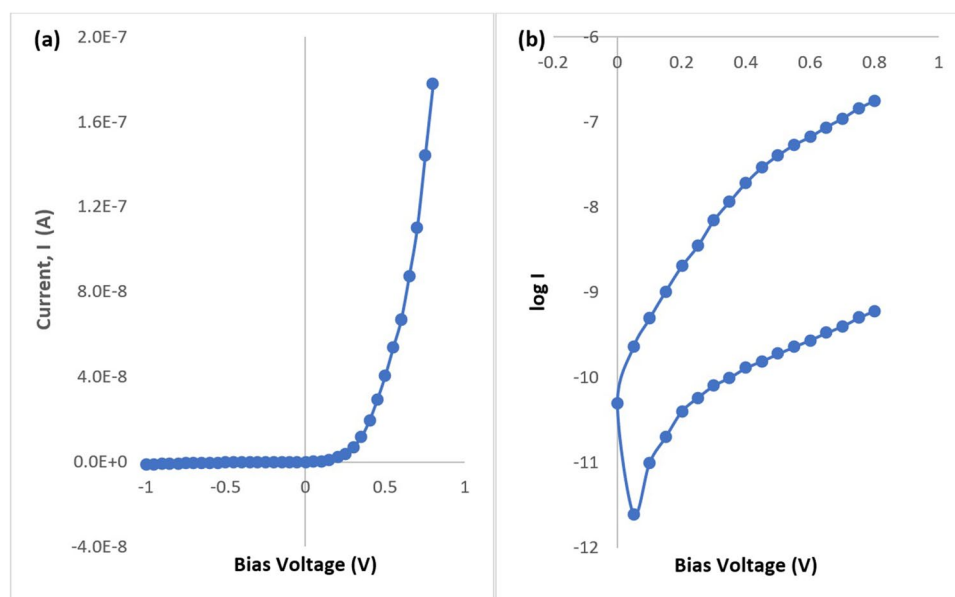 (a)
2.0E-7
1.6E-7
1.2E-7
8.0E-8
4.0E-8
0.0E+0
-4.0E-8
-1 -0.5 0 0.5 1
Current, I (A)
Bias Voltage (V)
(b)
-6
-0.2 0 0.2 0.4 0.6 0.8 1
-7
-8
-9
-10
-11
-12
log I
Bias Voltage (V)